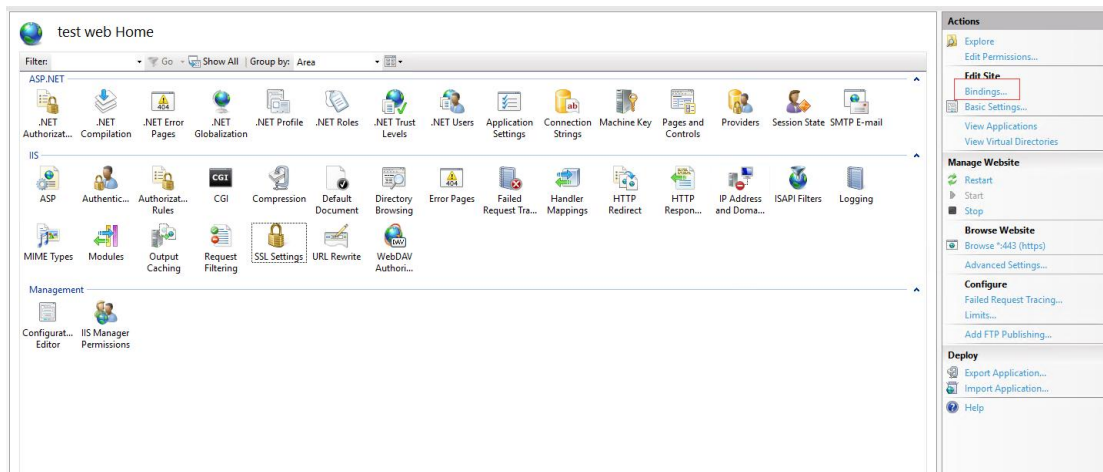 test web Home
Filter: Go Show All Group by: Area
ASP.NET
.NET Authorizat... .NET Compilation .NET Error Pages .NET Globalization .NET Profile .NET Roles .NET Trust Levels .NET Users Application Settings Connection Strings Machine Key Pages and Controls Providers Session State SMTP E-mail
IIS
ASP Authentic... Authorizat... Rules CGI Compression Default Document Directory Browsing Error Pages Failed Request Tra... Handler Mappings HTTP Redirect HTTP Respon... IP Address and Doma... ISAPI Filters Logging
MIME Types Modules Output Caching Request Filtering SSL Settings URL Rewrite WebDAV Authori...
Management
Configurat... Editor IIS Manager Permissions
Actions
Explore
Edit Permissions...
Edit Site
Bindings...
Basic Settings...
View Applications
View Virtual Directories
Manage Website
Restart
Start
Stop
Browse Website
Browse *:443 (https)
Advanced Settings...
Configure
Failed Request Tracing...
Limits...
Add FTP Publishing...
Deploy
Export Application...
Import Application...
Help